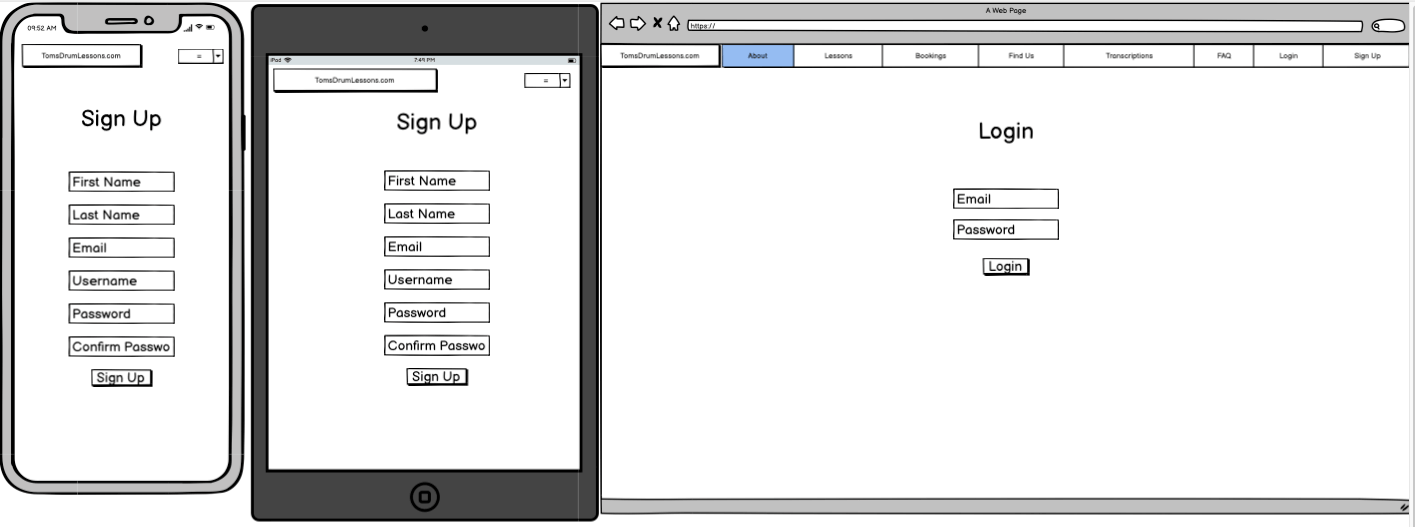 09:52 AM
TomsDrumLessons.com
=
Sign Up
First Name
Last Name
Email
Username
Password
Confirm Passwo
Sign Up
iPad
7:49 PM
TomsDrumLessons.com
=
Sign Up
First Name
Last Name
Email
Username
Password
Confirm Passwo
Sign Up
A Web Page
https://
TomsDrumLessons.com About Lessons Bookings Find Us Transcriptions FAQ Login Sign Up
Login
Email
Password
Login